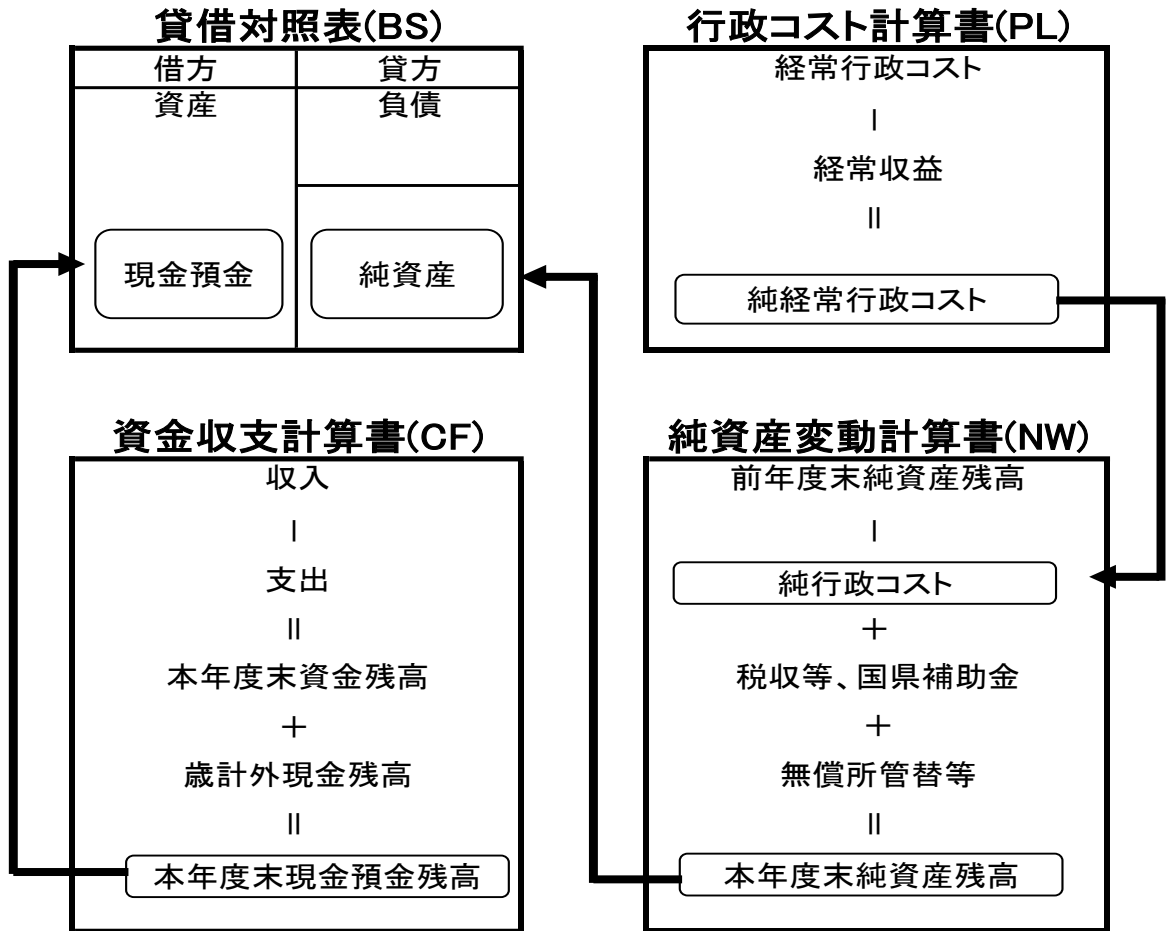 貸借対照表(BS)
借方
貸方
資産
負債
現金預金
純資産
行政コスト計算書(PL)
経常行政コスト
－
経常収益
＝
純経常行政コスト
資金収支計算書(CF)
収入
－
支出
＝
本年度末資金残高
＋
歳計外現金残高
＝
本年度末現金預金残高
純資産変動計算書(NW)
前年度末純資産残高
－
純行政コスト
＋
税収等、国県補助金
＋
無償所管替等
＝
本年度末純資産残高